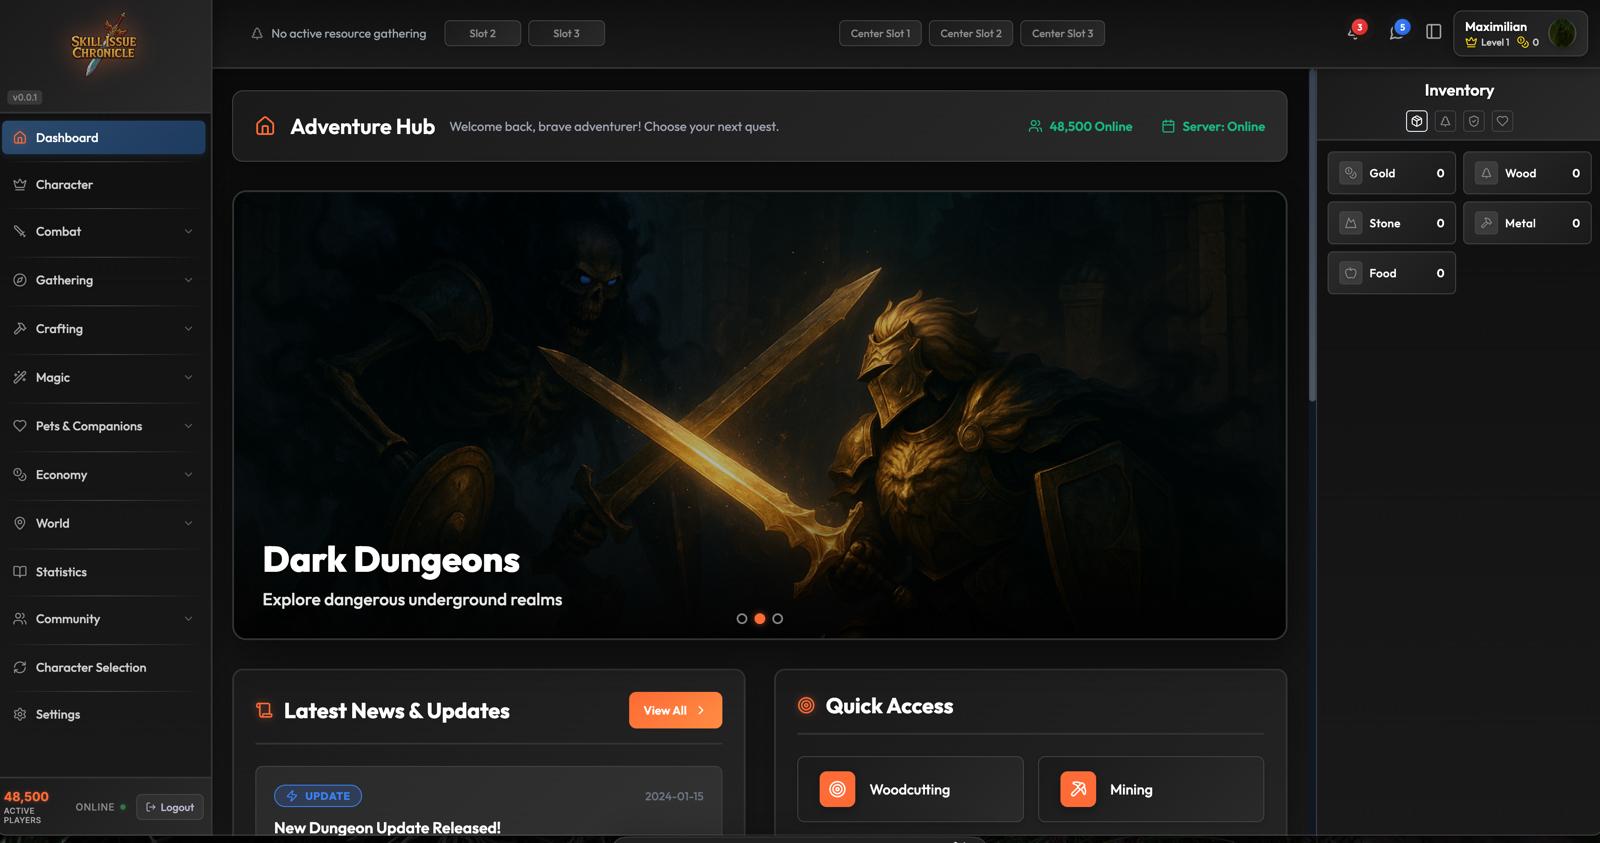 SKILL ISSUE
CHRONICLE
v0.0.1
Dashboard
Character
Combat
Gathering
Crafting
Magic
Pets & Companions
Economy
World
Statistics
Community
Character Selection
Settings
48,500
ACTIVE
PLAYERS
ONLINE
Logout
No active resource gathering
Slot 2
Slot 3
Center Slot 1
Center Slot 2
Center Slot 3
3
5
Maximilian
Level 1
0
Adventure Hub
Welcome back, brave adventurer! Choose your next quest.
48,500 Online
Server: Online
Dark Dungeons
Explore dangerous underground realms
Latest News & Updates
View All
UPDATE
2024-01-15
New Dungeon Update Released!
Quick Access
Woodcutting
Mining
Inventory
Gold 0
Wood 0
Stone 0
Metal 0
Food 0